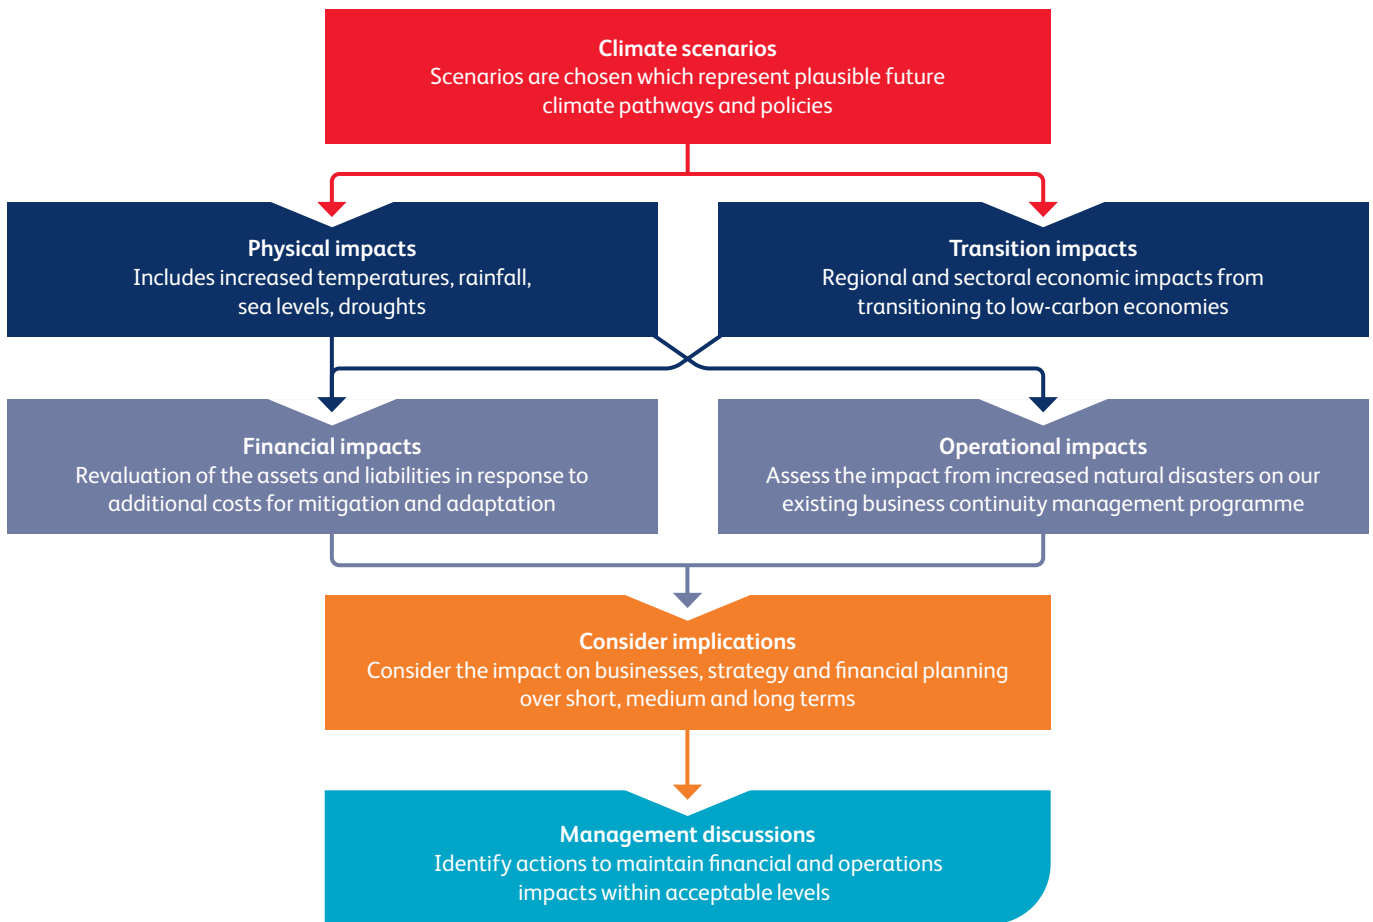 Climate scenarios
Scenarios are chosen which represent plausible future
climate pathways and policies
Physical impacts
Includes increased temperatures, rainfall,
sea levels, droughts
Transition impacts
Regional and sectoral economic impacts from
transitioning to low-carbon economies
Financial impacts
Revaluation of the assets and liabilities in response to
additional costs for mitigation and adaptation
Operational impacts
Assess the impact from increased natural disasters on our
existing business continuity management programme
Consider implications
Consider the impact on businesses, strategy and financial planning
over short, medium and long terms
Management discussions
Identify actions to maintain financial and operations
impacts within acceptable levels